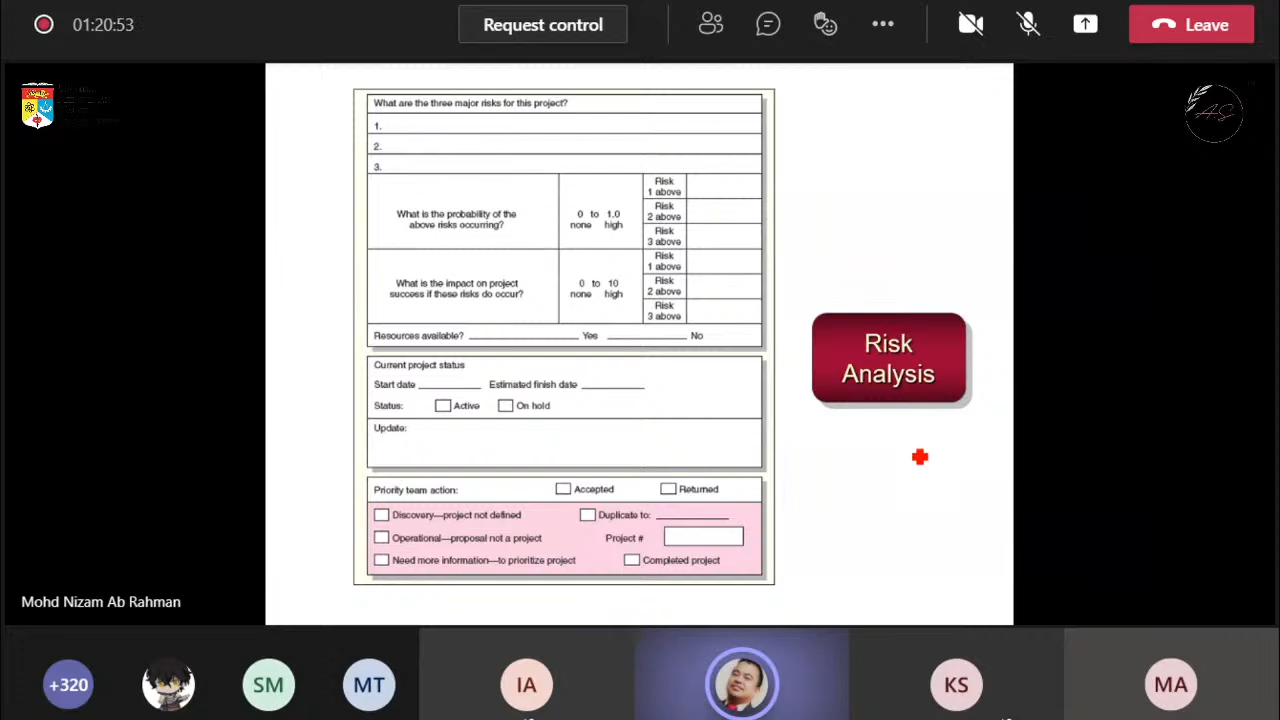 01:20:53
Request control
Leave
What are the three major risks for this project?
1.
2.
3.
What is the probability of the
above risks occurring?
0 to 1.0
none high
Risk
1 above
Risk
2 above
Risk
3 above
What is the impact on project
success if these risks do occur?
0 to 10
none high
Risk
1 above
Risk
2 above
Risk
3 above
Resources available? Yes No
Current project status
Start date Estimated finish date
Status: Active On hold
Update:
Priority team action: Accepted Returned
Discovery—project not defined Duplicate to:
Operational—proposal not a project Project #
Need more information—to prioritize project Completed project
Risk
Analysis
AS
Mohd Nizam Ab Rahman
+320 SM MT IA KS MA